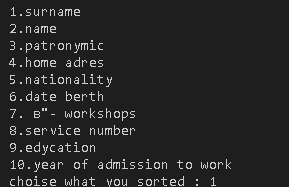 1.surname
2.name
3.patronymic
4.home adres
5.nationality
6.date berth
7. в"- workshops
8.service number
9.edycation
10.year of admission to work
choise what you sorted : 1